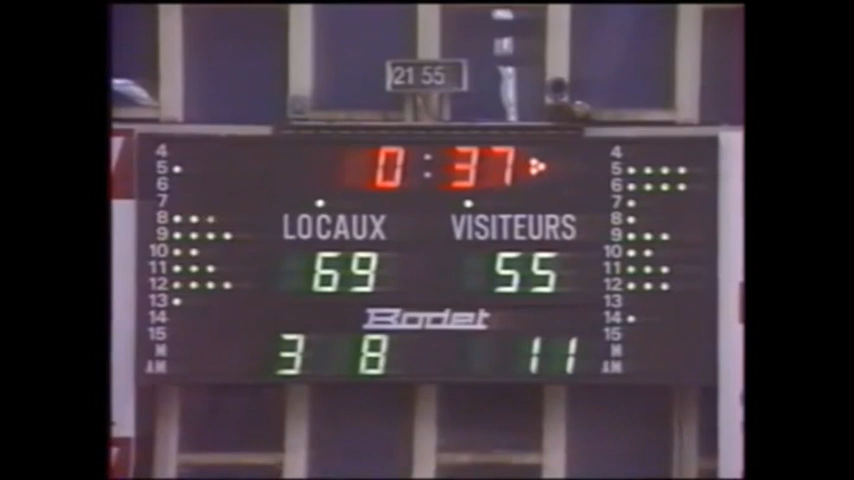 21 55
4 0:37 4
5 5
6 6
7 7
8 LOCAUX VISITEURS 8
9 9
10 69 55 10
11 11
12 12
13 Bodet 13
14 14
15 3 8 11 15
M M
AM AM